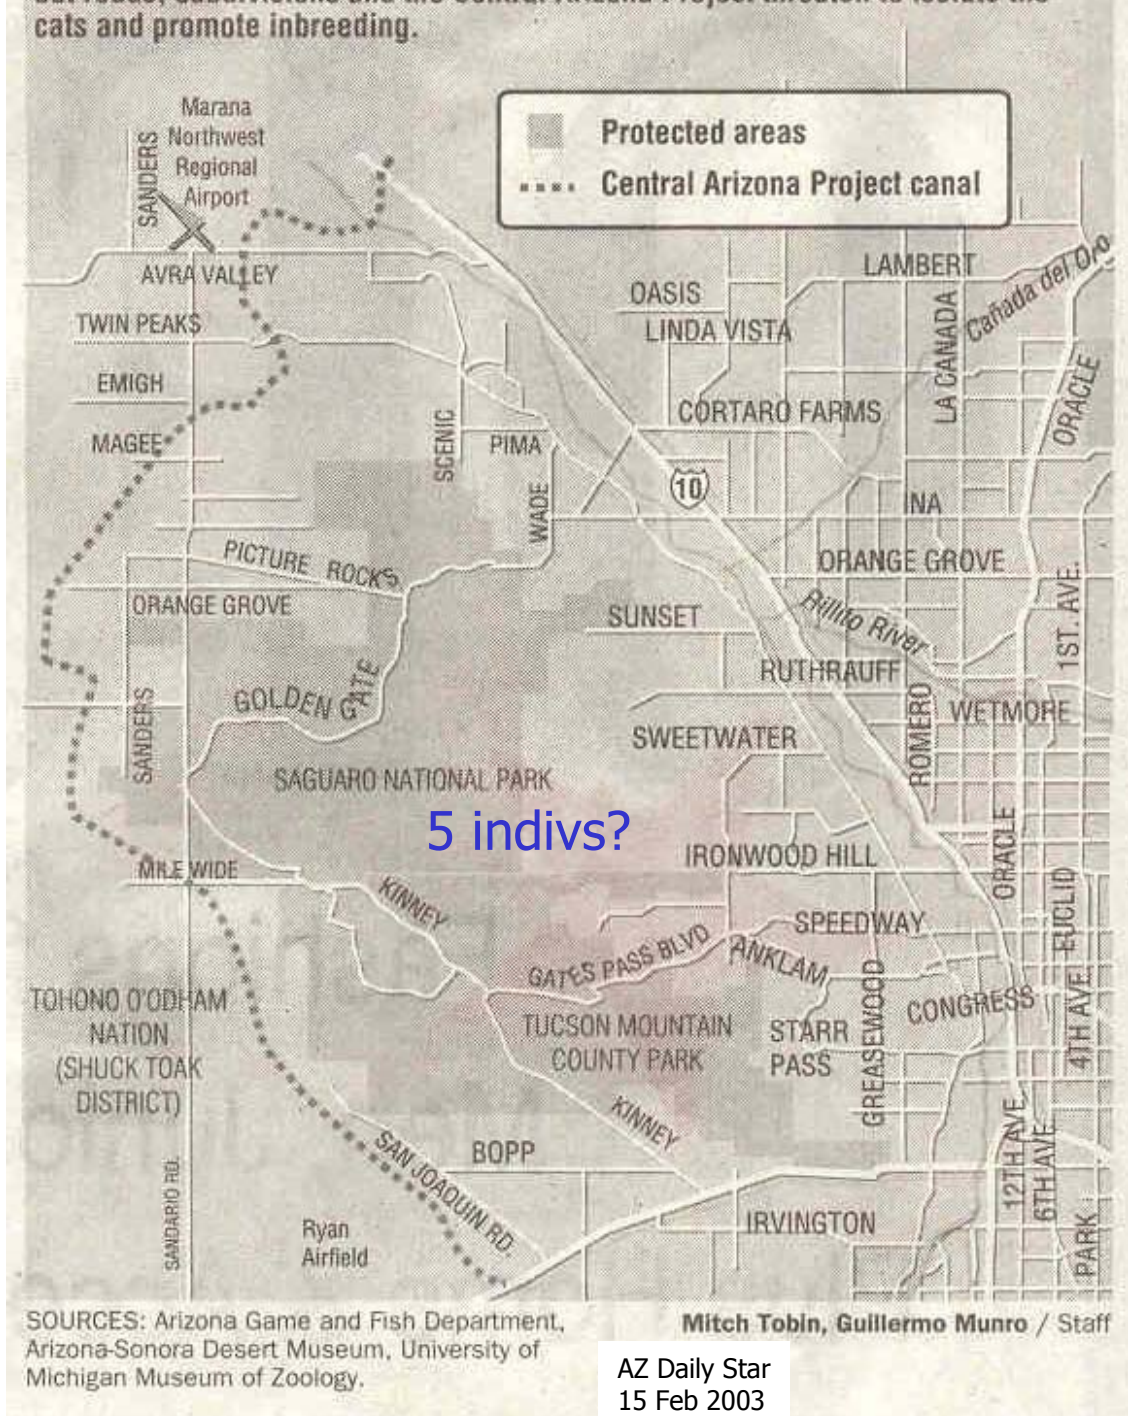 cats and promote inbreeding.
Marana
Northwest
Regional
Airport
SANDERS
Protected areas
Central Arizona Project canal
AVRA VALLEY
LAMBERT
Cañada del Oro
OASIS
LA CANADA
TWIN PEAKS
LINDA VISTA
EMIGH
ORACLE
CORTARO FARMS
SCENIC
MAGEE
PIMA
10
WADE
INA
PICTURE ROCKS
ORANGE GROVE
ORANGE GROVE
SUNSET
Rillito River
1ST. AVE.
RUTHRAUFF
GOLDEN GATE
SANDERS
ROMERO
WETMORE
SWEETWATER
SAGUARO NATIONAL PARK
5 indivs?
IRONWOOD HILL
ORACLE
MILE WIDE
KINNEY
EUCLID
SPEEDWAY
GATES PASS BLVD
ANKLAM
TOHONO O'ODHAM
NATION
(SHUCK TOAK
DISTRICT)
CONGRESS
TUCSON MOUNTAIN
COUNTY PARK
STARR
PASS
GREASEWOOD
4TH AVE.
KINNEY
BOPP
SAN JOAQUIN RD.
12TH AVE.
6TH AVE.
SANDARIO RD.
Ryan
Airfield
IRVINGTON
PARK
SOURCES: Arizona Game and Fish Department,
Arizona-Sonora Desert Museum, University of
Michigan Museum of Zoology.
Mitch Tobin, Guillermo Munro / Staff
AZ Daily Star
15 Feb 2003